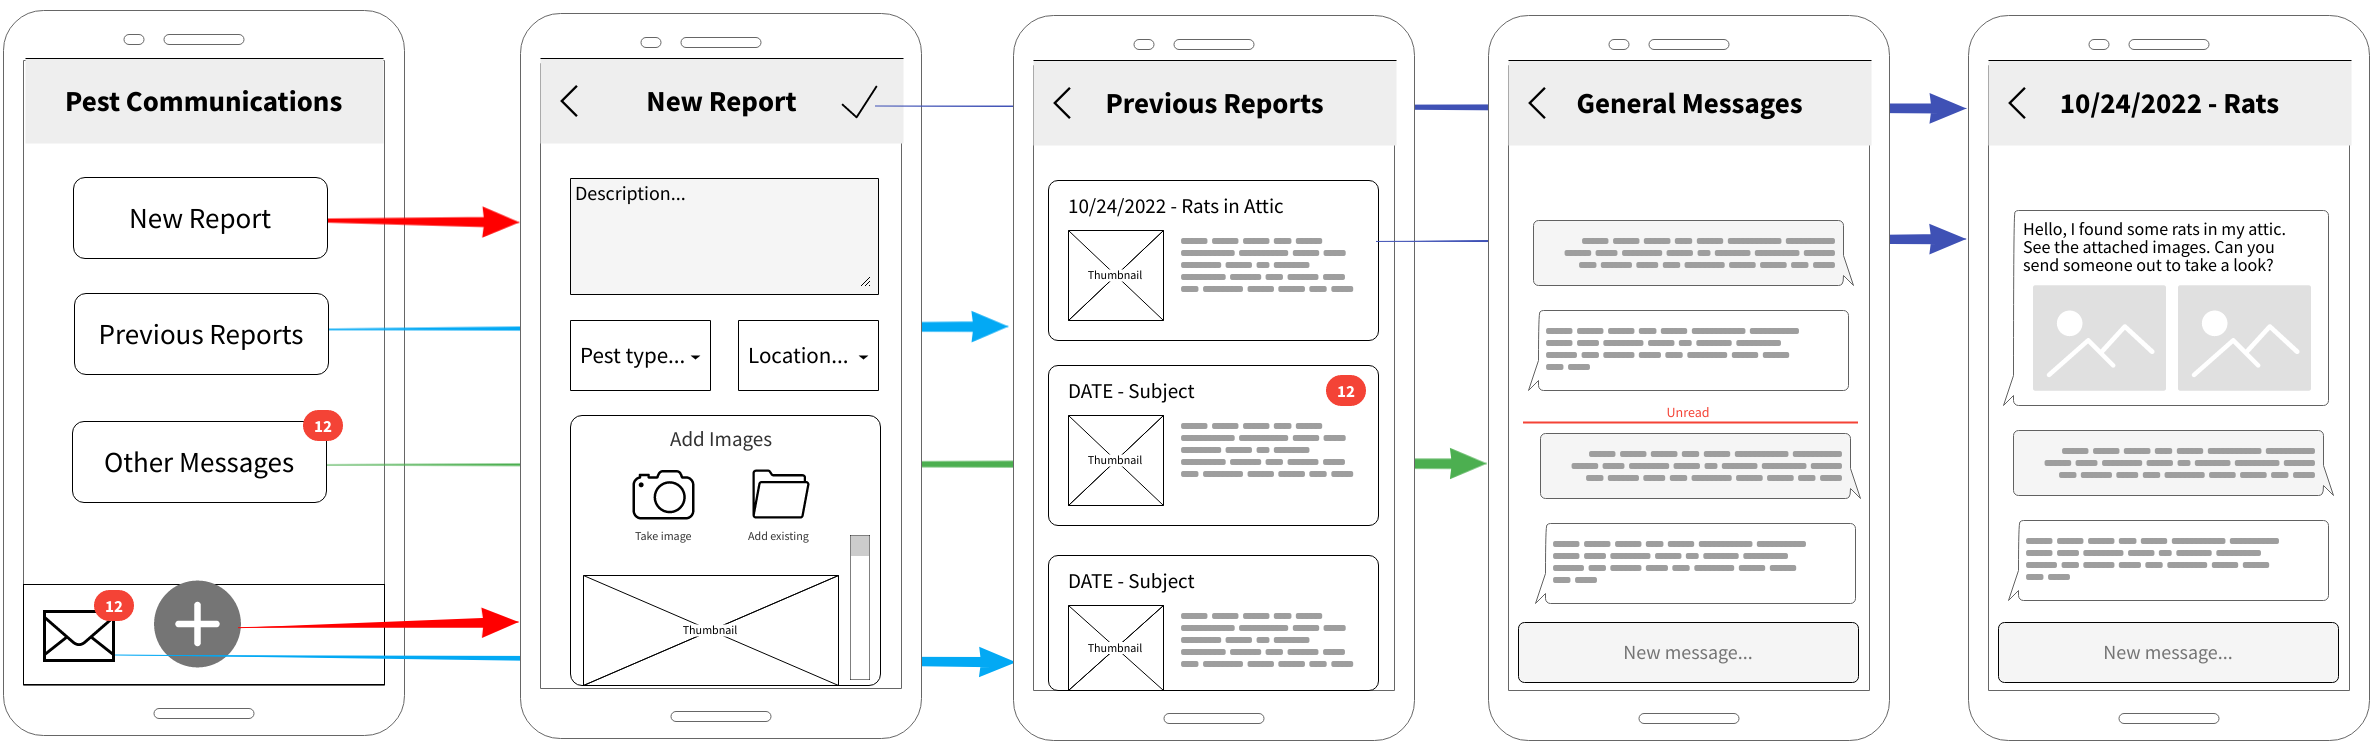 Pest Communications
New Report
Previous Reports
12
Other Messages
12
New Report
Description...
Pest type...
Location...
Add Images
Take image
Add existing
Thumbnail
Previous Reports
10/24/2022 - Rats in Attic
Thumbnail
DATE - Subject
12
Thumbnail
DATE - Subject
Thumbnail
General Messages
Unread
New message...
10/24/2022 - Rats
Hello, I found some rats in my attic.
See the attached images. Can you
send someone out to take a look?
New message...